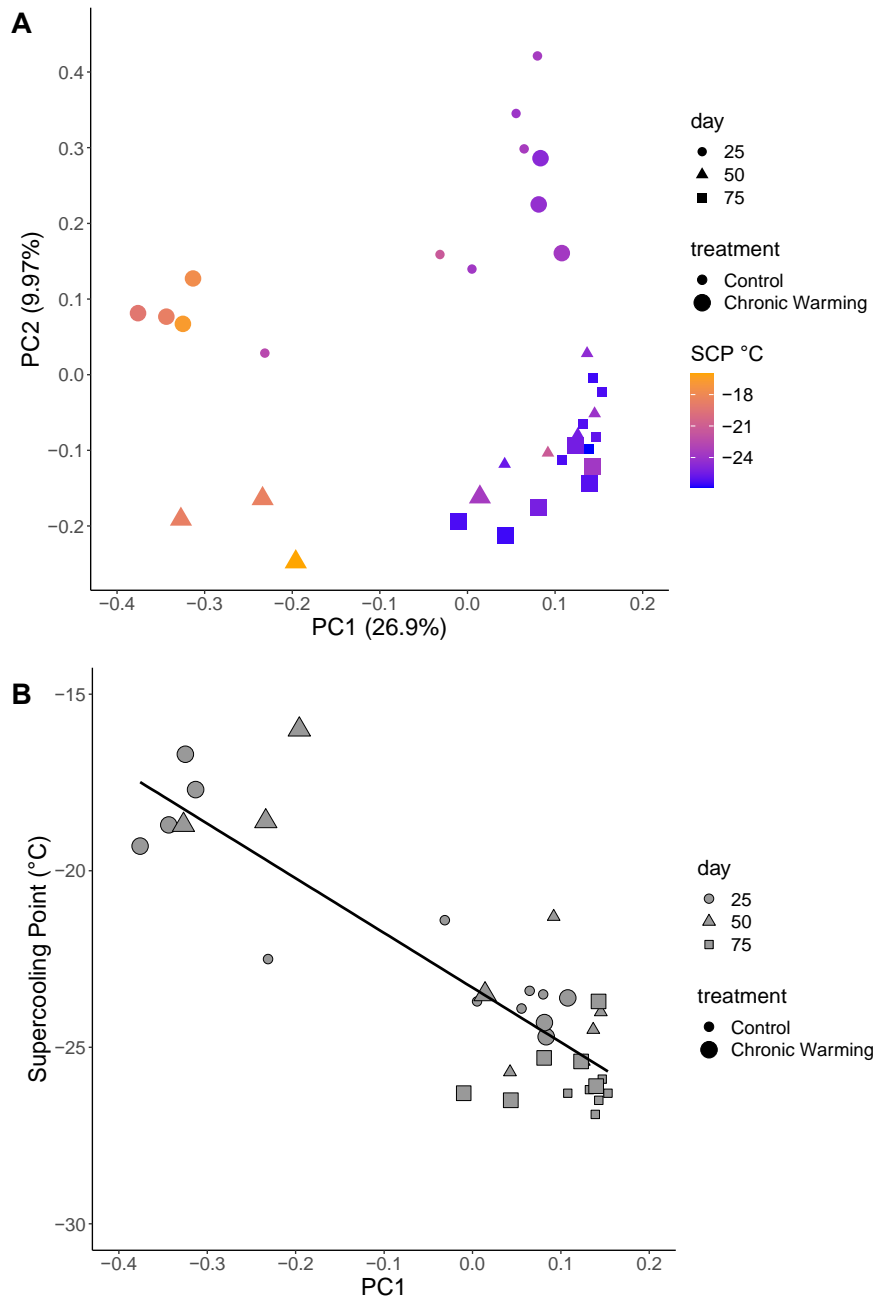 A
0.4
0.3
0.2
0.1
0.0
−0.1
−0.2
PC2 (9.97%)
−0.4 −0.3 −0.2 −0.1 0.0 0.1 0.2
PC1 (26.9%)
day
25
50
75
treatment
Control
Chronic Warming
SCP °C
−18
−21
−24
B
−15
−20
−25
−30
Supercooling Point (°C)
−0.4 −0.3 −0.2 −0.1 0.0 0.1 0.2
PC1
day
25
50
75
treatment
Control
Chronic Warming